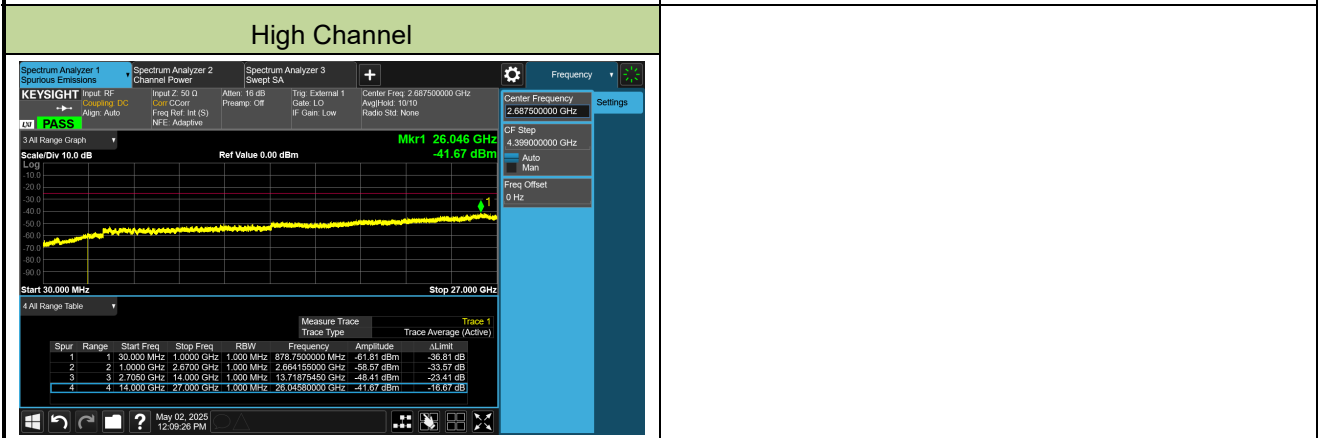 High Channel
Spectrum Analyzer 1
Spurious Emissions
Spectrum Analyzer 2
Channel Power
Spectrum Analyzer 3
Swept SA
+
Frequency
KEYSIGHT
Input: RF
Coupling: DC
Align: Auto
Input Z: 50 Ω
Corr CCorr
Freq Ref: Int (S)
NFE: Adaptive
Atten: 16 dB
Preamp: Off
Trig: External 1
Gate: LO
IF Gain: Low
Center Freq: 2.687500000 GHz
Avg|Hold: 10/10
Radio Std: None
LXI PASS
Center Frequency
2.687500000 GHz
Settings
CF Step
4.399000000 GHz
Auto
Man
Freq Offset
0 Hz
3 All Range Graph
Mkr1 26.046 GHz
-41.67 dBm
Scale/Div 10.0 dB Ref Value 0.00 dBm
Log
-10.0
-20.0
-30.0
-40.0
-50.0
-60.0
-70.0
-80.0
-90.0
1
Start 30.000 MHz Stop 27.000 GHz
4 All Range Table
Measure Trace Trace 1
Trace Type Trace Average (Active)
Spur Range Start Freq Stop Freq RBW Frequency Amplitude ΔLimit
1 1 30.000 MHz 1.0000 GHz 1.000 MHz 878.7500000 MHz -61.81 dBm -36.81 dB
2 2 1.0000 GHz 2.6700 GHz 1.000 MHz 2.664155000 GHz -58.57 dBm -33.57 dB
3 3 2.7050 GHz 14.000 GHz 1.000 MHz 13.71875450 GHz -48.41 dBm -23.41 dB
4 4 14.000 GHz 27.000 GHz 1.000 MHz 26.04580000 GHz -41.67 dBm -16.67 dB
?
May 02, 2025
12:09:26 PM